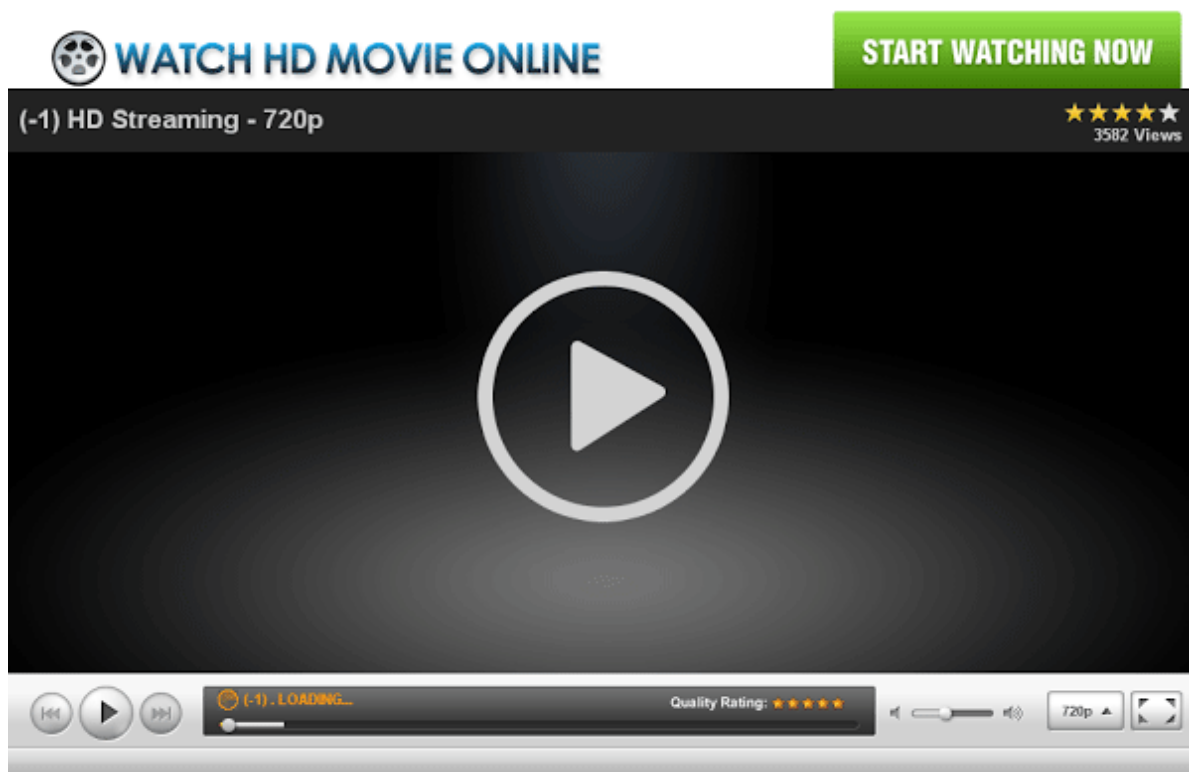 WATCH HD MOVIE ONLINE
START WATCHING NOW
(-1) HD Streaming - 720p
3582 Views
(-1) . LOADING...
Quality Rating:
720p